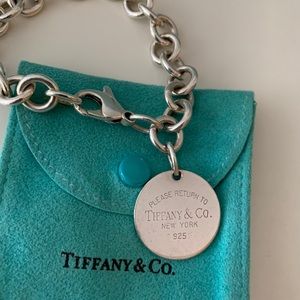 PLEASE RETURN TO
TIFFANY & CO.
NEW YORK
925
TIFFANY & CO.